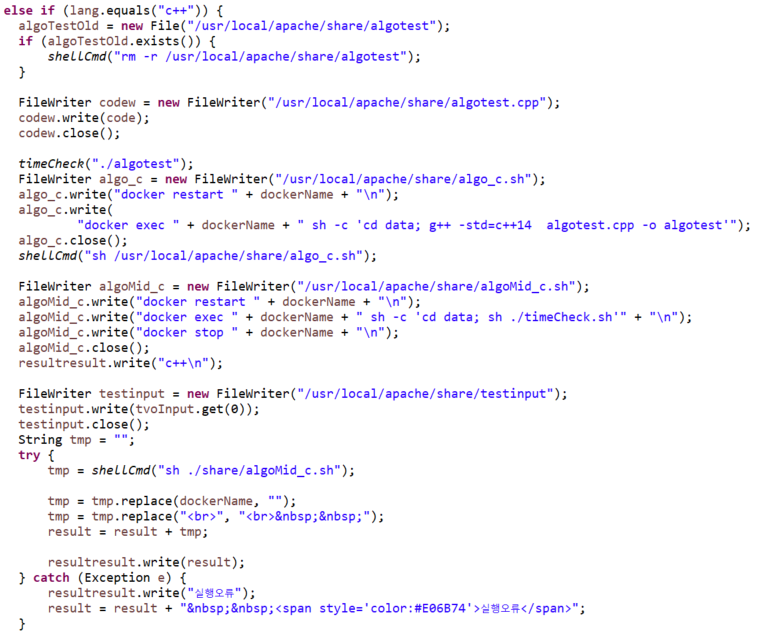 else if (lang.equals("c++")) {
algoTestOld = new File("/usr/local/apache/share/algotest");
if (algoTestOld.exists()) {
shellCmd("rm -r /usr/local/apache/share/algotest");
}
FileWriter codew = new FileWriter("/usr/local/apache/share/algotest.cpp");
codew.write(code);
codew.close();
timeCheck("./algotest");
FileWriter algo_c = new FileWriter("/usr/local/apache/share/algo_c.sh");
algo_c.write("docker restart " + dockerName + "\n");
algo_c.write(
"docker exec " + dockerName + " sh -c 'cd data; g++ -std=c++14  algotest.cpp -o algotest'");
algo_c.close();
shellCmd("sh /usr/local/apache/share/algo_c.sh");
FileWriter algoMid_c = new FileWriter("/usr/local/apache/share/algoMid_c.sh");
algoMid_c.write("docker restart " + dockerName + "\n");
algoMid_c.write("docker exec " + dockerName + " sh -c 'cd data; sh ./timeCheck.sh'" + "\n");
algoMid_c.write("docker stop " + dockerName + "\n");
algoMid_c.close();
resultresult.write("c++\n");
FileWriter testinput = new FileWriter("/usr/local/apache/share/testinput");
testinput.write(tvoInput.get(0));
testinput.close();
String tmp = "";
try {
tmp = shellCmd("sh ./share/algoMid_c.sh");
tmp = tmp.replace(dockerName, "");
tmp = tmp.replace("<br>", "<br>&nbsp;&nbsp;");
result = result + tmp;
resultresult.write(result);
} catch (Exception e) {
resultresult.write("실행오류");
result = result + "&nbsp;&nbsp;<span style='color:#E06B74'>실행오류</span>";
}